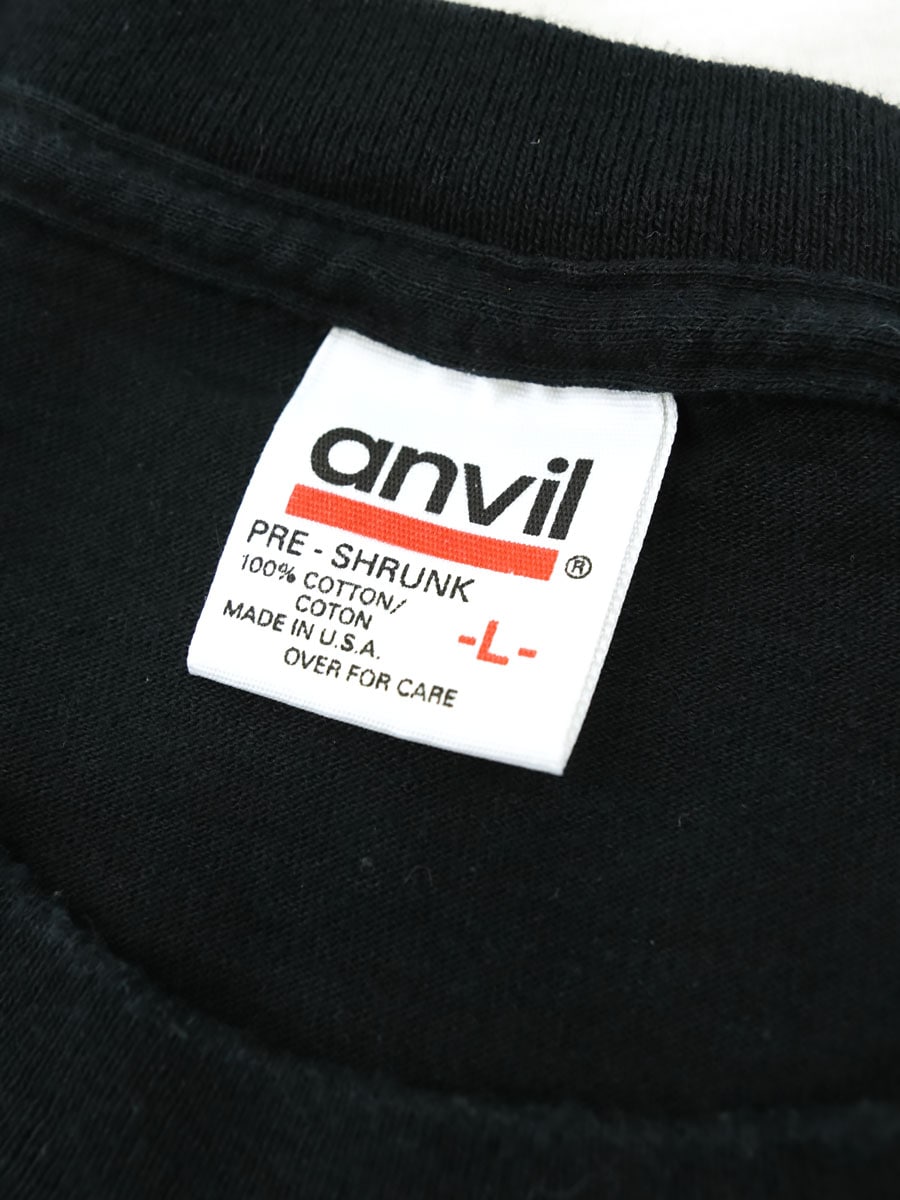 anvil®
PRE - SHRUNK
100% COTTON/
COTON
MADE IN U.S.A.
-L-
OVER FOR CARE